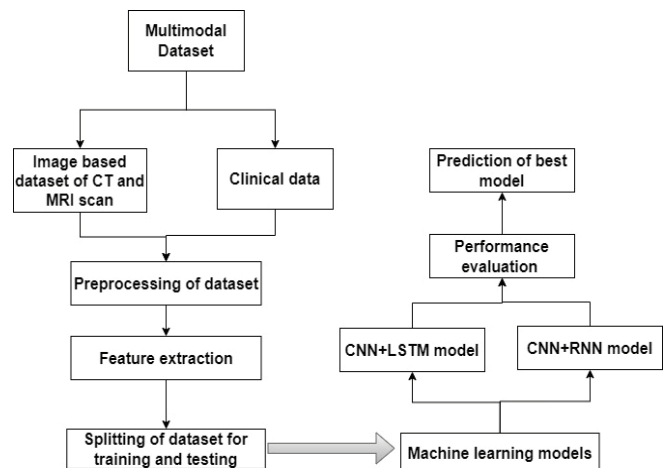 Multimodal
Dataset
Image based
dataset of CT and
MRI scan
Clinical data
Preprocessing of dataset
Feature extraction
Splitting of dataset for
training and testing
Machine learning models
CNN+LSTM model
CNN+RNN model
Performance
evaluation
Prediction of best
model